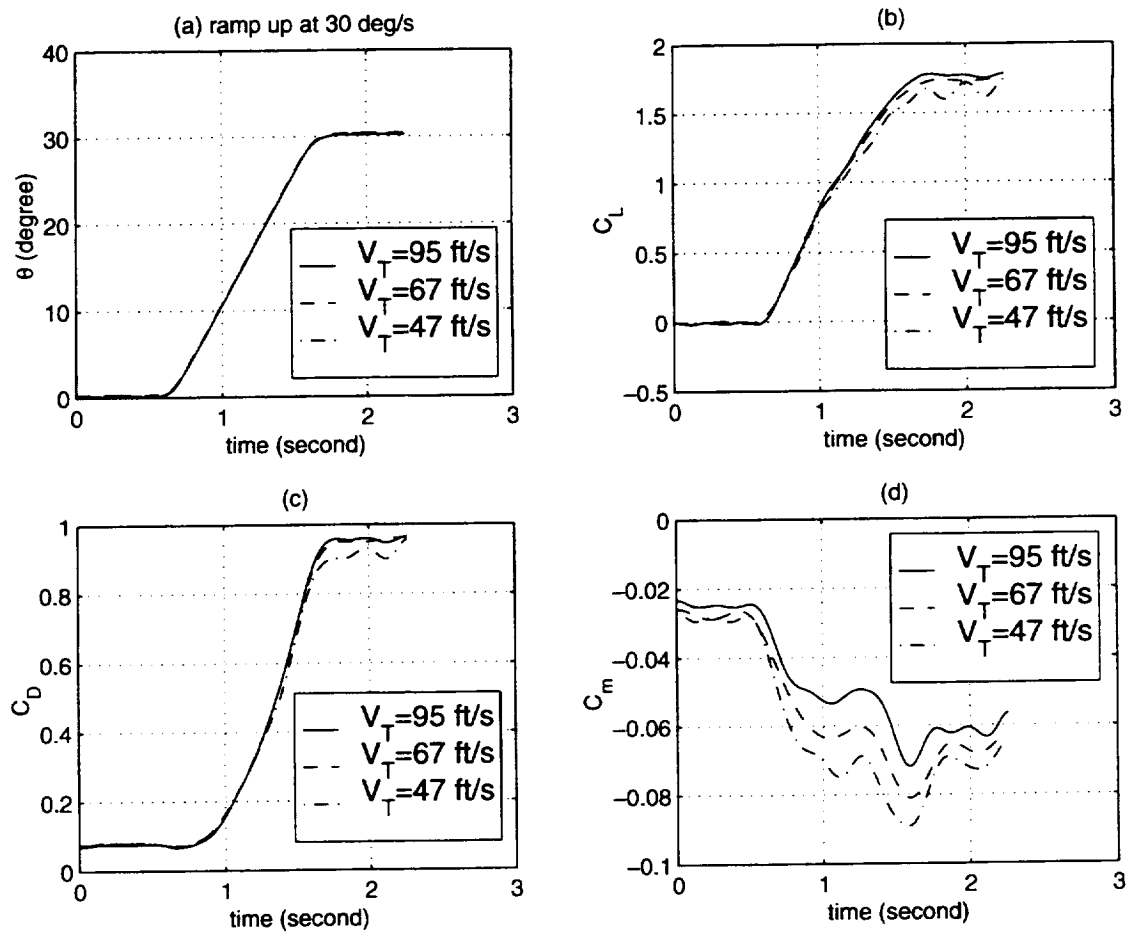 (a) ramp up at 30 deg/s
40
30
20
10
0
θ (degree)
0 1 2 3
time (second)
V_T=95 ft/s
V_T=67 ft/s
V_T=47 ft/s
(b)
2
1.5
1
0.5
0
−0.5
C_L
0 1 2 3
time (second)
V_T=95 ft/s
V_T=67 ft/s
V_T=47 ft/s
(c)
1
0.8
0.6
0.4
0.2
0
C_D
0 1 2 3
time (second)
V_T=95 ft/s
V_T=67 ft/s
V_T=47 ft/s
(d)
0
−0.02
−0.04
−0.06
−0.08
−0.1
C_m
0 1 2 3
time (second)
V_T=95 ft/s
V_T=67 ft/s
V_T=47 ft/s